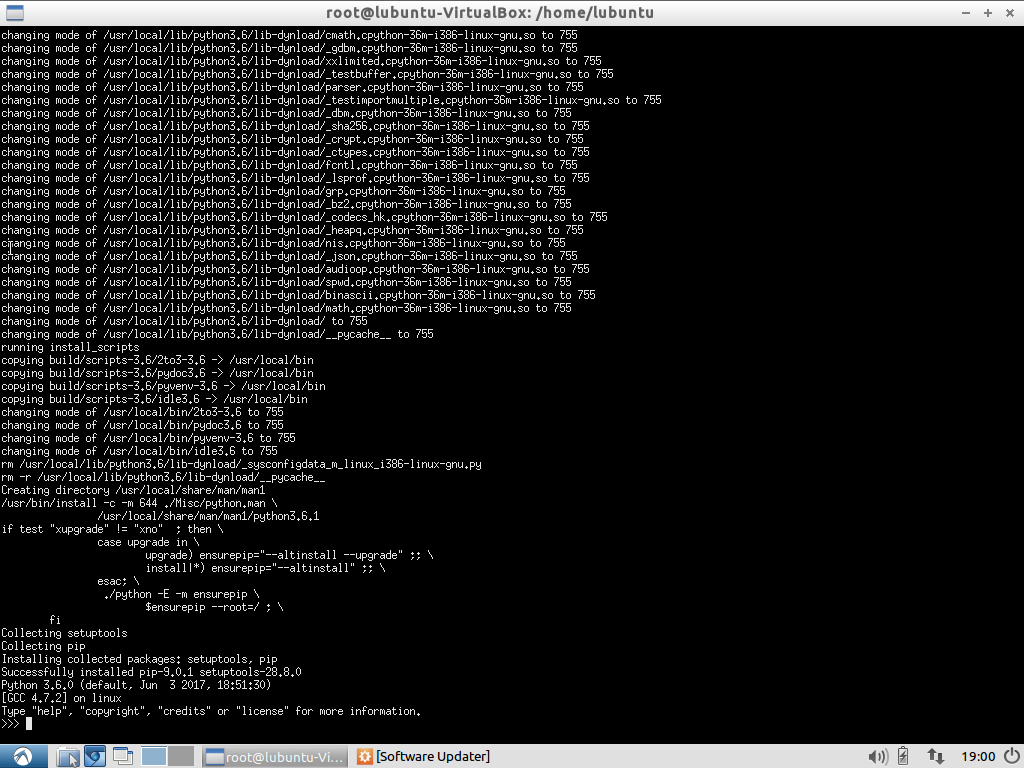 root@lubuntu-VirtualBox: /home/lubuntu
changing mode of /usr/local/lib/python3.6/lib-dynload/cmath.cpython-36m-i386-linux-gnu.so to 755
changing mode of /usr/local/lib/python3.6/lib-dynload/_gdbm.cpython-36m-i386-linux-gnu.so to 755
changing mode of /usr/local/lib/python3.6/lib-dynload/xxlimited.cpython-36m-i386-linux-gnu.so to 755
changing mode of /usr/local/lib/python3.6/lib-dynload/_testbuffer.cpython-36m-i386-linux-gnu.so to 755
changing mode of /usr/local/lib/python3.6/lib-dynload/parser.cpython-36m-i386-linux-gnu.so to 755
changing mode of /usr/local/lib/python3.6/lib-dynload/_testimportmultiple.cpython-36m-i386-linux-gnu.so to 755
changing mode of /usr/local/lib/python3.6/lib-dynload/_dbm.cpython-36m-i386-linux-gnu.so to 755
changing mode of /usr/local/lib/python3.6/lib-dynload/_sha256.cpython-36m-i386-linux-gnu.so to 755
changing mode of /usr/local/lib/python3.6/lib-dynload/_crypt.cpython-36m-i386-linux-gnu.so to 755
changing mode of /usr/local/lib/python3.6/lib-dynload/_ctypes.cpython-36m-i386-linux-gnu.so to 755
changing mode of /usr/local/lib/python3.6/lib-dynload/fcntl.cpython-36m-i386-linux-gnu.so to 755
changing mode of /usr/local/lib/python3.6/lib-dynload/_lsprof.cpython-36m-i386-linux-gnu.so to 755
changing mode of /usr/local/lib/python3.6/lib-dynload/grp.cpython-36m-i386-linux-gnu.so to 755
changing mode of /usr/local/lib/python3.6/lib-dynload/_bz2.cpython-36m-i386-linux-gnu.so to 755
changing mode of /usr/local/lib/python3.6/lib-dynload/_codecs_hk.cpython-36m-i386-linux-gnu.so to 755
changing mode of /usr/local/lib/python3.6/lib-dynload/_heapq.cpython-36m-i386-linux-gnu.so to 755
changing mode of /usr/local/lib/python3.6/lib-dynload/nis.cpython-36m-i386-linux-gnu.so to 755
changing mode of /usr/local/lib/python3.6/lib-dynload/_json.cpython-36m-i386-linux-gnu.so to 755
changing mode of /usr/local/lib/python3.6/lib-dynload/audioop.cpython-36m-i386-linux-gnu.so to 755
changing mode of /usr/local/lib/python3.6/lib-dynload/spwd.cpython-36m-i386-linux-gnu.so to 755
changing mode of /usr/local/lib/python3.6/lib-dynload/binascii.cpython-36m-i386-linux-gnu.so to 755
changing mode of /usr/local/lib/python3.6/lib-dynload/math.cpython-36m-i386-linux-gnu.so to 755
changing mode of /usr/local/lib/python3.6/lib-dynload/ to 755
changing mode of /usr/local/lib/python3.6/lib-dynload/__pycache__ to 755
running install_scripts
copying build/scripts-3.6/2to3-3.6 -> /usr/local/bin
copying build/scripts-3.6/pydoc3.6 -> /usr/local/bin
copying build/scripts-3.6/pyvenv-3.6 -> /usr/local/bin
copying build/scripts-3.6/idle3.6 -> /usr/local/bin
changing mode of /usr/local/bin/2to3-3.6 to 755
changing mode of /usr/local/bin/pydoc3.6 to 755
changing mode of /usr/local/bin/pyvenv-3.6 to 755
changing mode of /usr/local/bin/idle3.6 to 755
rm /usr/local/lib/python3.6/lib-dynload/_sysconfigdata_m_linux_i386-linux-gnu.py
rm -r /usr/local/lib/python3.6/lib-dynload/__pycache__
Creating directory /usr/local/share/man/man1
/usr/bin/install -c -m 644 ./Misc/python.man \
/usr/local/share/man/man1/python3.6.1
if test "xupgrade" != "xno"  ; then \
case upgrade in \
upgrade) ensurepip="--altinstall --upgrade" ;; \
install|*) ensurepip="--altinstall" ;; \
esac; \
./python -E -m ensurepip \
$ensurepip --root=/ ; \
fi
Collecting setuptools
Collecting pip
Installing collected packages: setuptools, pip
Successfully installed pip-9.0.1 setuptools-28.8.0
Python 3.6.0 (default, Jun  3 2017, 18:51:30)
[GCC 4.7.2] on linux
Type "help", "copyright", "credits" or "license" for more information.
>>>
root@lubuntu-Vi...
[Software Updater]
19:00